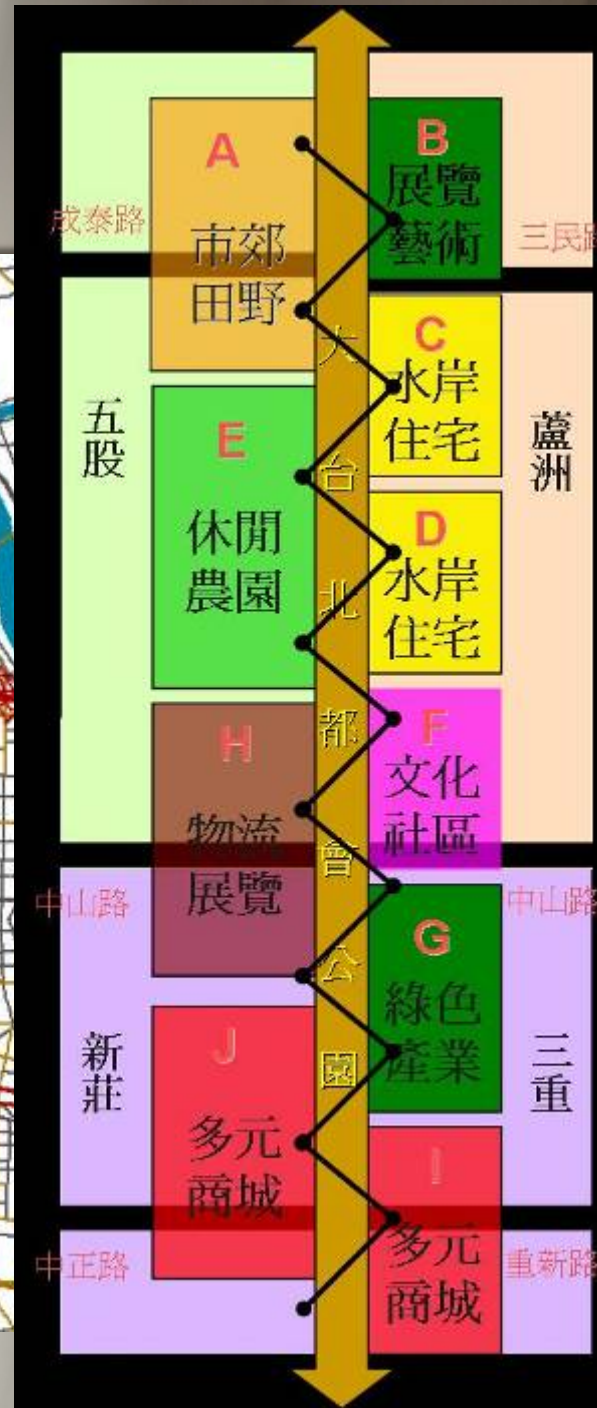 A
市郊
田野
B
展覽
藝術
成泰路
三民路
C
水岸
住宅
五股
蘆洲
E
休閒
農園
D
水岸
住宅
大台北都會公園
H
物流
展覽
F
文化
社區
中山路
中山路
G
綠色
產業
新莊
三重
J
多元
商城
I
多元
商城
中正路
重新路